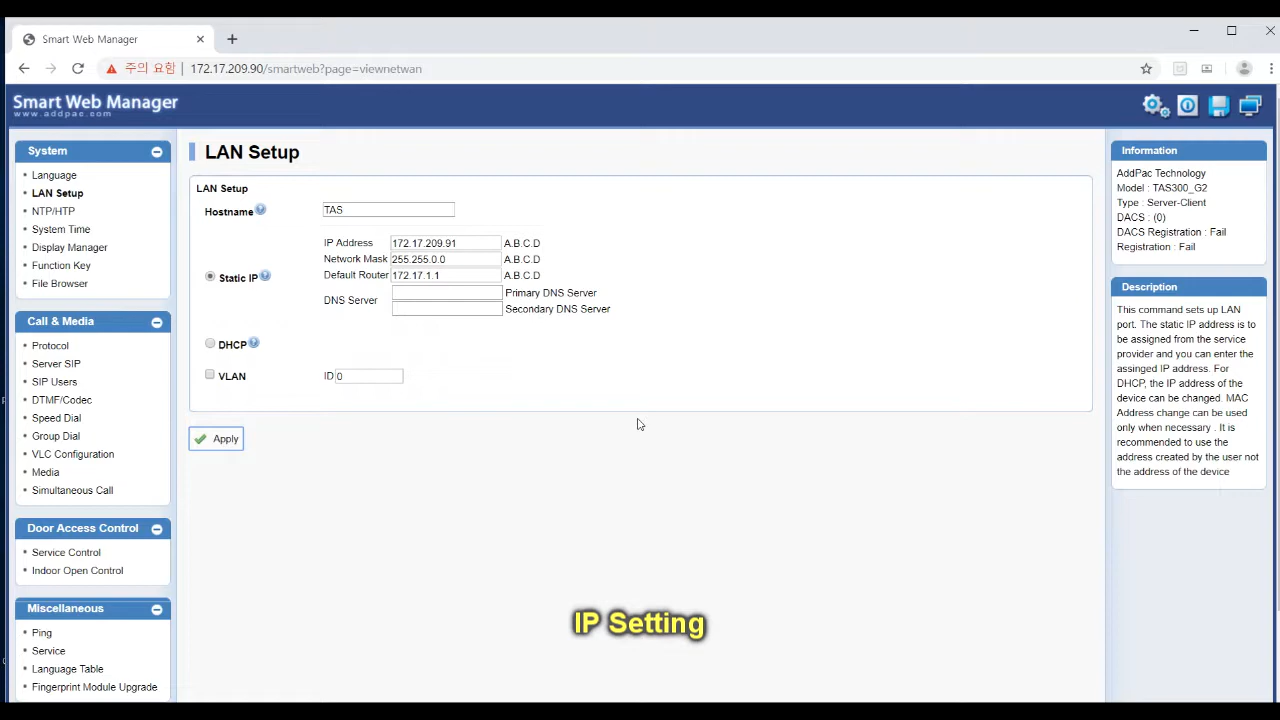 Smart Web Manager
주의 요함
172.17.209.90/smartweb?page=viewnetwan
Smart Web Manager
www.addpac.com
System
Language
LAN Setup
NTP/HTP
System Time
Display Manager
Function Key
File Browser
Call & Media
Protocol
Server SIP
SIP Users
DTMF/Codec
Speed Dial
Group Dial
VLC Configuration
Media
Simultaneous Call
Door Access Control
Service Control
Indoor Open Control
Miscellaneous
Ping
Service
Language Table
Fingerprint Module Upgrade
LAN Setup
LAN Setup
Hostname TAS
IP Address 172.17.209.91 A.B.C.D
Network Mask 255.255.0.0 A.B.C.D
Static IP
Default Router 172.17.1.1 A.B.C.D
DNS Server
Primary DNS Server
Secondary DNS Server
DHCP
VLAN ID 0
Apply
IP Setting
Information
AddPac Technology
Model : TAS300_G2
Type : Server-Client
DACS : (0)
DACS Registration : Fail
Registration : Fail
Description
This command sets up LAN
port. The static IP address is to
be assigned from the service
provider and you can enter the
assinged IP address. For
DHCP, the IP address of the
device can be changed. MAC
Address change can be used
only when necessary . It is
recommended to use the
address created by the user not
the address of the device